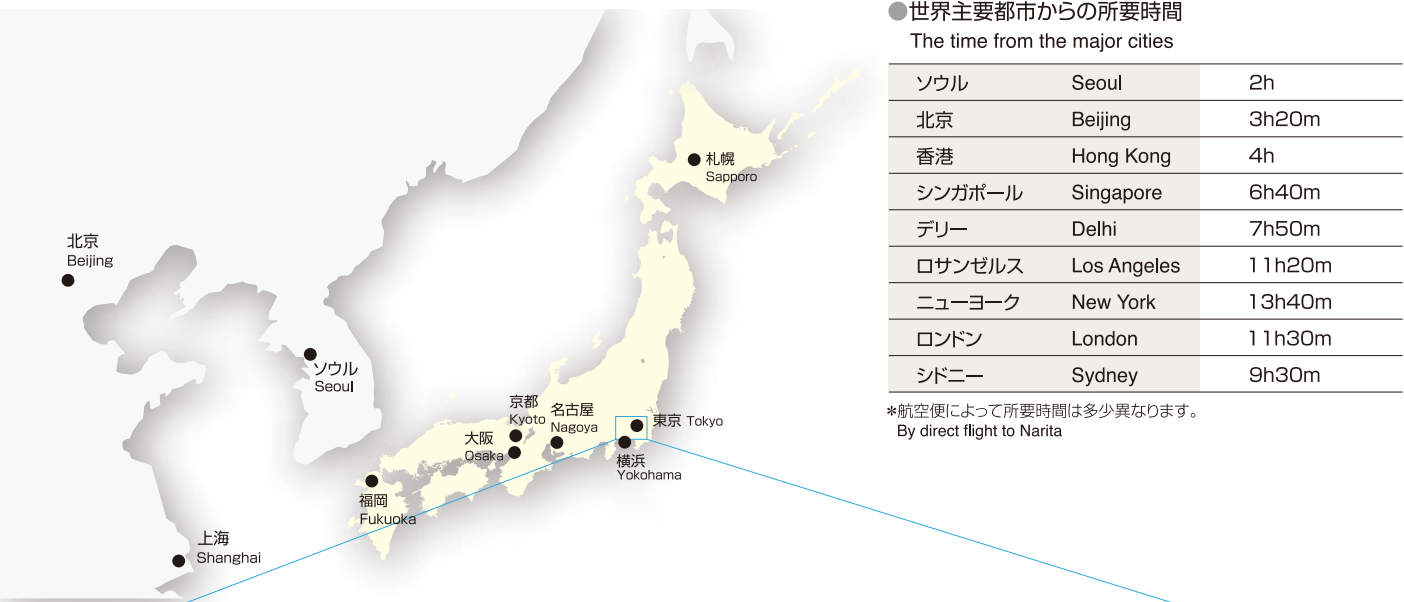 ●世界主要都市からの所要時間
The time from the major cities
ソウル Seoul 2h
北京 Beijing 3h20m
香港 Hong Kong 4h
シンガポール Singapore 6h40m
デリー Delhi 7h50m
ロサンゼルス Los Angeles 11h20m
ニューヨーク New York 13h40m
ロンドン London 11h30m
シドニー Sydney 9h30m
*航空便によって所要時間は多少異なります。
By direct flight to Narita
札幌
Sapporo
北京
Beijing
ソウル
Seoul
京都
Kyoto
名古屋
Nagoya
東京 Tokyo
大阪
Osaka
横浜
Yokohama
福岡
Fukuoka
上海
Shanghai